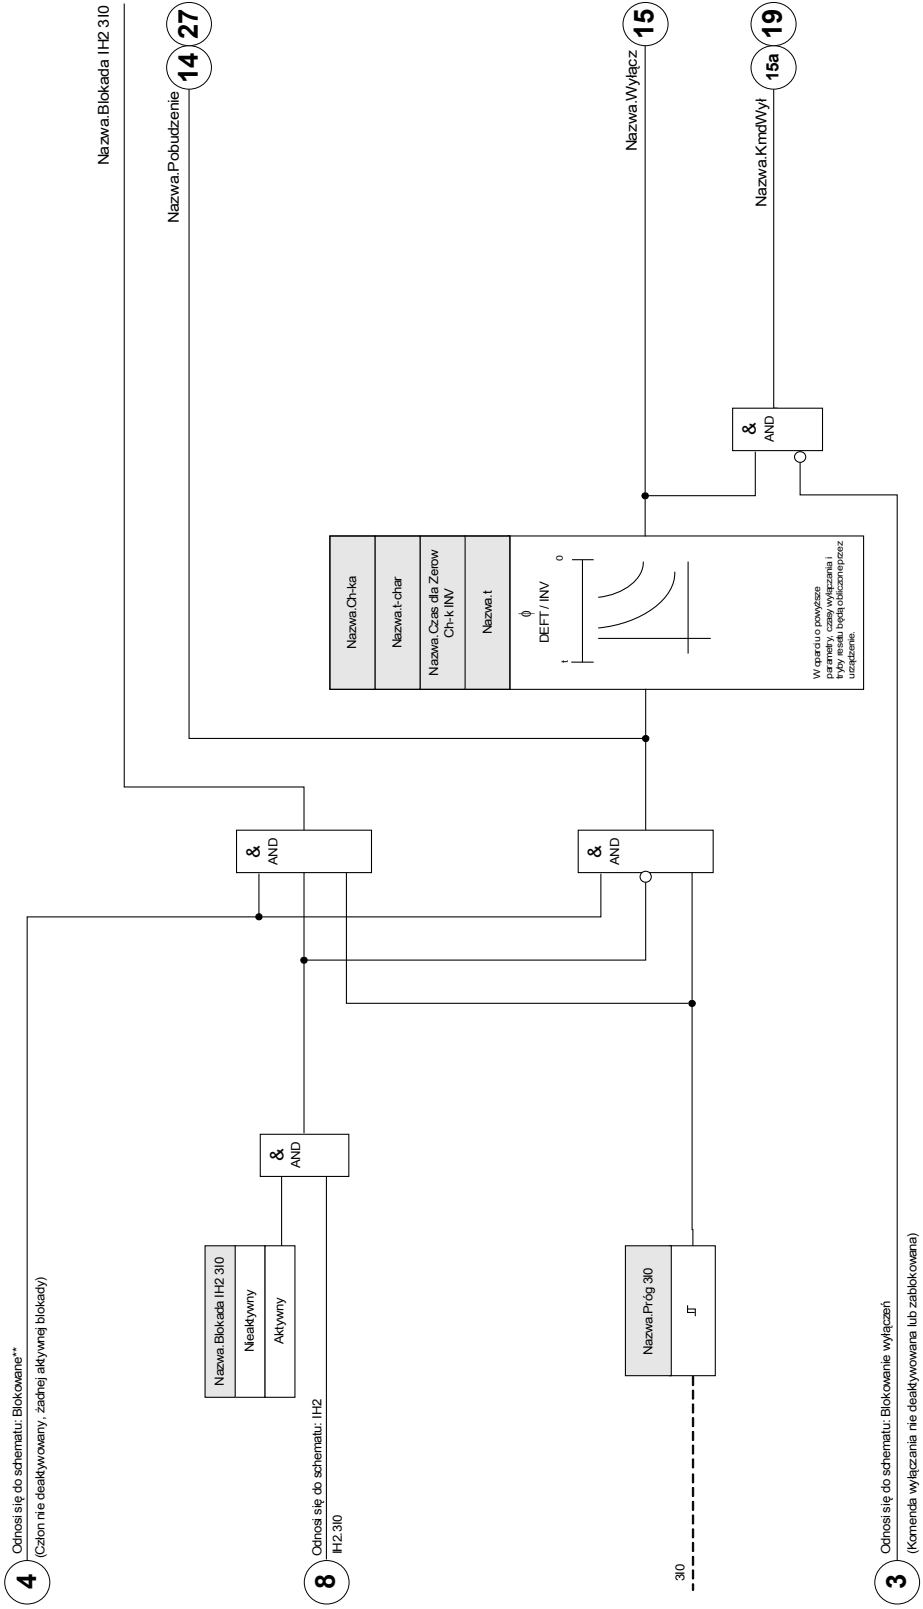 4
Odnosi się do schematu: Blokowane**
(Człon nie deaktywowany, żadnej aktywnej blokady)
Nazwa.Blokada IH2 3I0
Nieaktywny
Aktywny
8
Odnosi się do schematu: IH2
IH2.3I0
&
AND
&
AND
Nazwa.Blokada IH2 3I0
Nazwa.Pobudzenie
14
27
3I0
Nazwa.Próg 3I0
&
AND
Nazwa.Ch-ka
Nazwa.t-char
Nazwa.Czas dla Zerow
Ch-k INV
Nazwa.t
ϕ
DEFT / INV
t
0
W oparciu o powyższe
parametry, czasy wyłączania i
tryby resetu będą obliczone przez
urządzenie.
Nazwa.Wyłącz
15
&
AND
Nazwa.KmdWył
15a
19
3
Odnosi się do schematu: Blokowanie wyłączeń
(Komenda wyłączania nie deaktywowana lub zablokowana)